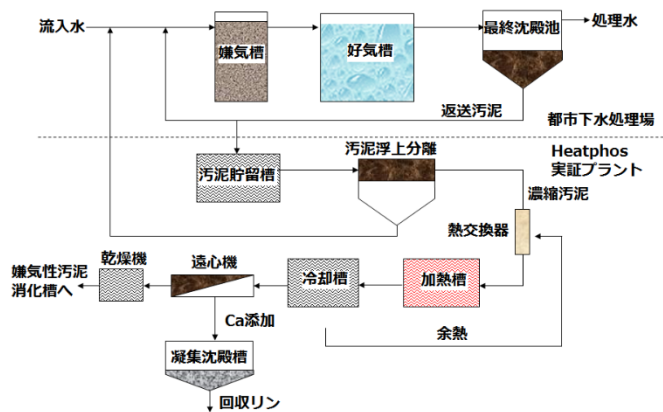 流入水
嫌気槽
好気槽
最終沈殿池
処理水
返送汚泥
都市下水処理場
汚泥浮上分離
Heatphos
実証プラント
汚泥貯留槽
濃縮汚泥
熱交換器
乾燥機
遠心機
冷却槽
加熱槽
嫌気性汚泥
消化槽へ
Ca添加
余熱
凝集沈殿槽
回収リン